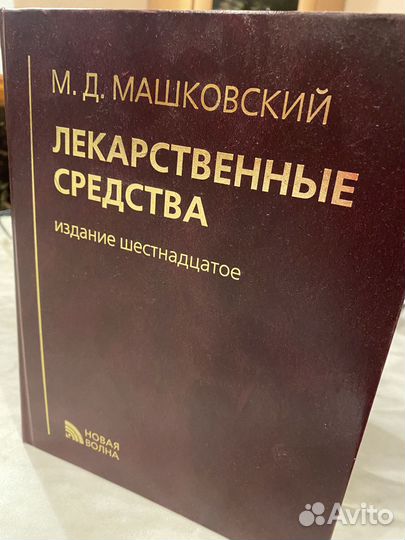 М. Д. МАШКОВСКИЙ
ЛЕКАРСТВЕННЫЕ
СРЕДСТВА
издание шестнадцатое
НОВАЯ
ВОЛНА
Avito